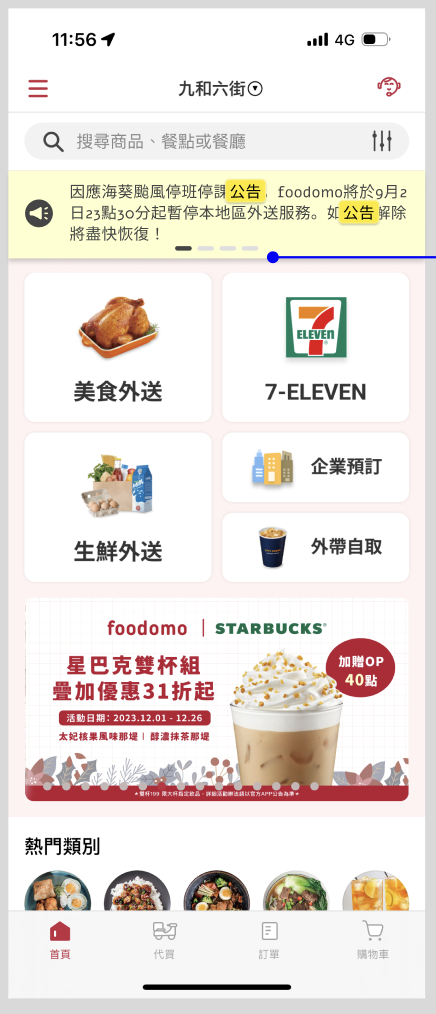 11:56
4G
九和六街
搜尋商品、餐點或餐廳
因應海葵颱風停班停課公告，foodomo將於9月2
日23點30分起暫停本地區外送服務。如公告解除
將盡快恢復！
美食外送
7
ELEVEN
7-ELEVEN
生鮮外送
企業預訂
外帶自取
foodomo | STARBUCKS
星巴克雙杯組
疊加優惠31折起
活動日期: 2023.12.01 - 12.26
太妃核果風味那堤 | 醇濃抹茶那堤
加贈OP
40點
熱門類別
首頁
代買
訂單
購物車